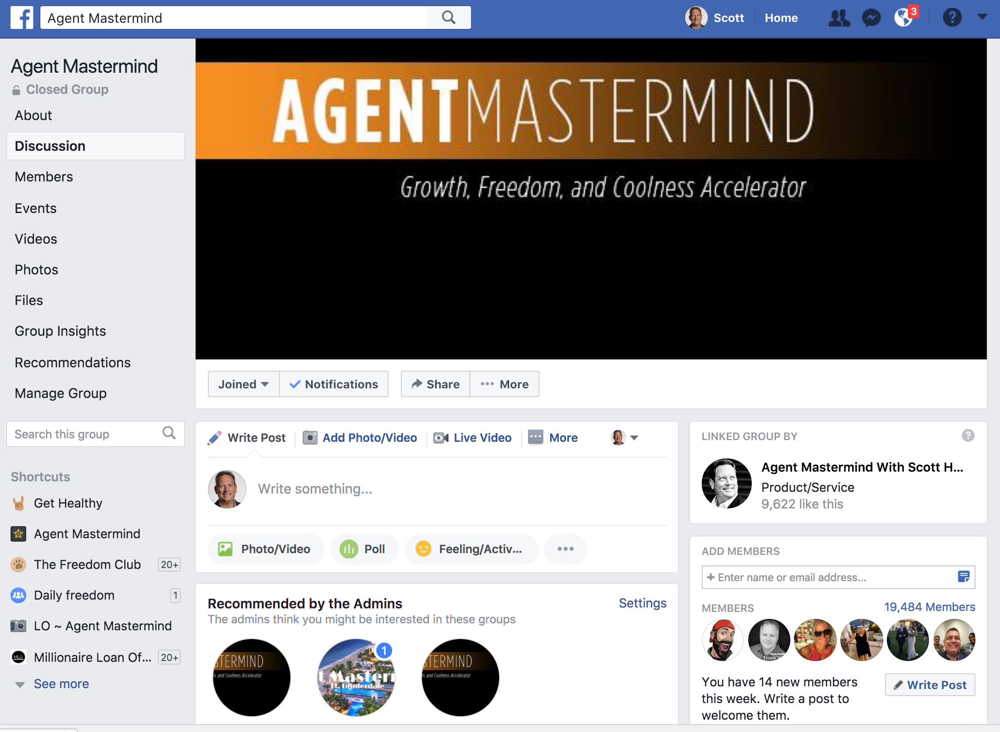 Agent Mastermind
Scott
Home
3
Agent Mastermind
Closed Group
About
Discussion
Members
Events
Videos
Photos
Files
Group Insights
Recommendations
Manage Group
Search this group
Shortcuts
Get Healthy
Agent Mastermind
The Freedom Club 20+
Daily freedom 1
LO ~ Agent Mastermind
MLO Millionaire Loan Of... 20+
See more
AGENTMASTERMIND
Growth, Freedom, and Coolness Accelerator
Joined Notifications Share More
Write Post Add Photo/Video Live Video More
Write something...
Photo/Video Poll Feeling/Activ...
Recommended by the Admins Settings
The admins think you might be interested in these groups
STERMIND
n, and Coolness Accelerator
1
t Masteri
Ft. Lauderdale
STERMIND
n, and Coolness Accelerator
LINKED GROUP BY
Agent Mastermind With Scott H...
Product/Service
9,622 like this
ADD MEMBERS
+ Enter name or email address...
MEMBERS 19,484 Members
THANK
You have 14 new members
this week. Write a post to
welcome them.
Write Post